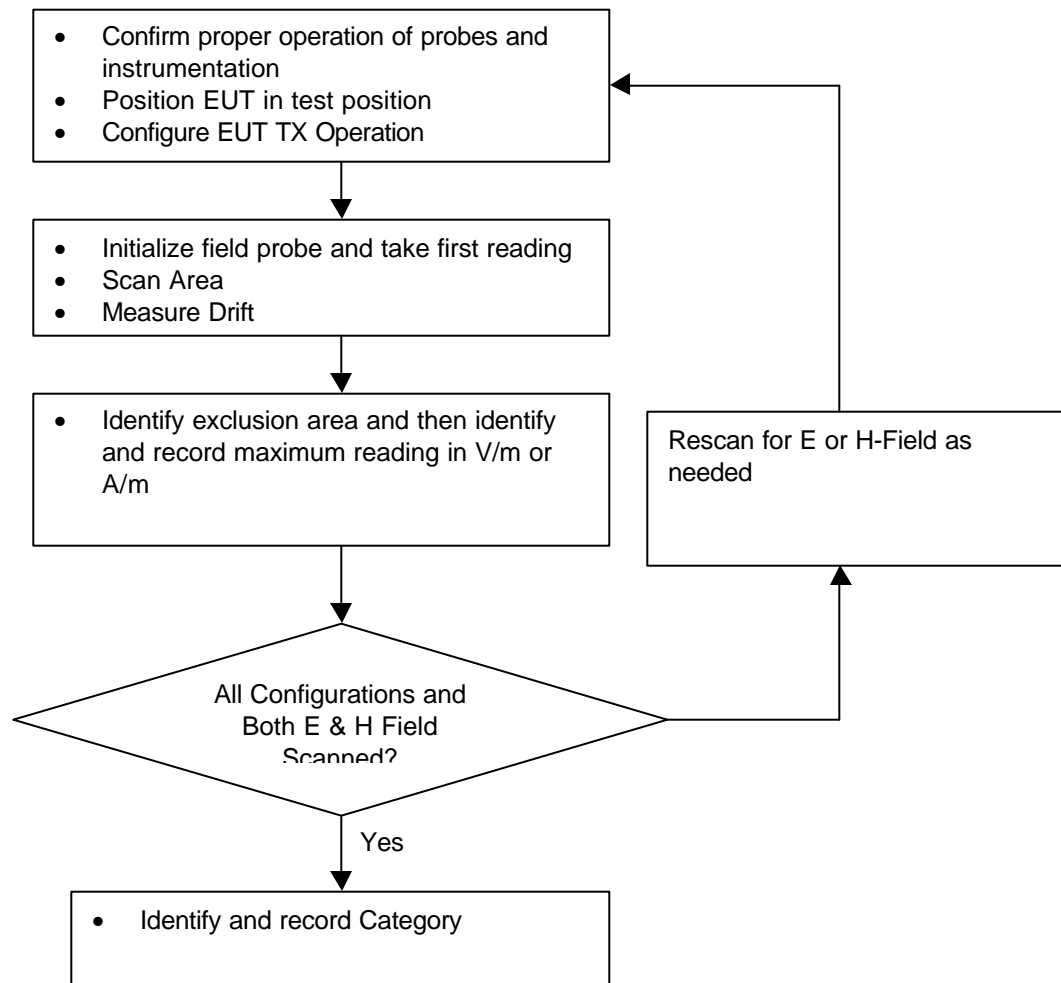 • Confirm proper operation of probes and
instrumentation
• Position EUT in test position
• Configure EUT TX Operation
• Initialize field probe and take first reading
• Scan Area
• Measure Drift
• Identify exclusion area and then identify
and record maximum reading in V/m or
A/m
Rescan for E or H-Field as
needed
All Configurations and
Both E & H Field
Scanned?
Yes
• Identify and record Category